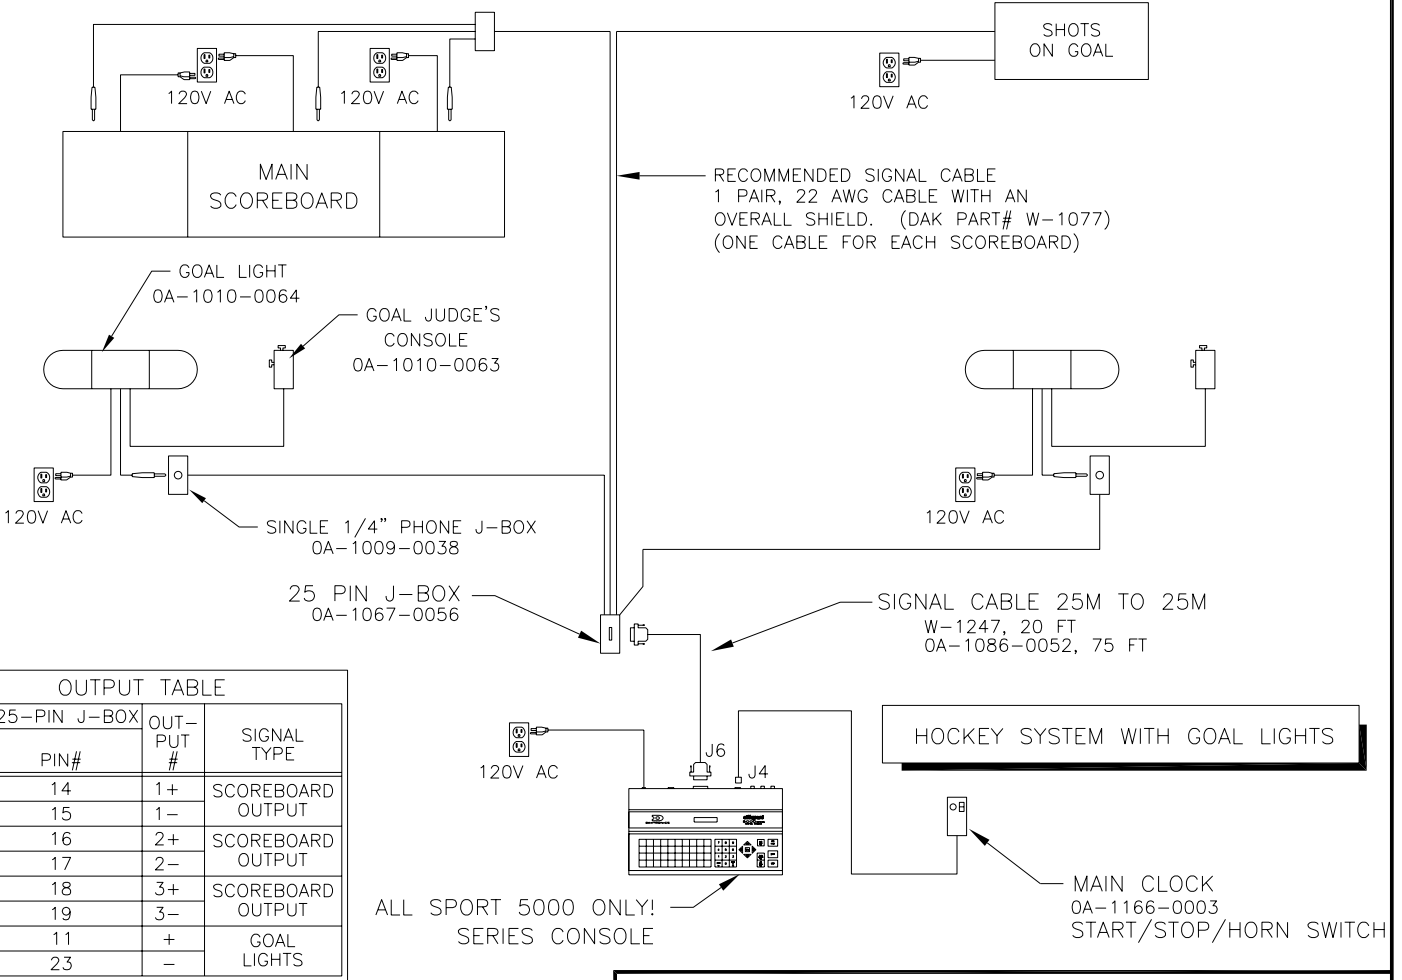 SHOTS
ON GOAL
120V AC
120V AC
120V AC
MAIN
SCOREBOARD
RECOMMENDED SIGNAL CABLE
1 PAIR, 22 AWG CABLE WITH AN
OVERALL SHIELD. (DAK PART# W-1077)
(ONE CABLE FOR EACH SCOREBOARD)
GOAL LIGHT
0A-1010-0064
GOAL JUDGE'S
CONSOLE
0A-1010-0063
120V AC
120V AC
SINGLE 1/4" PHONE J-BOX
0A-1009-0038
25 PIN J-BOX
0A-1067-0056
SIGNAL CABLE 25M TO 25M
W-1247, 20 FT
0A-1086-0052, 75 FT
OUTPUT TABLE
25-PIN J-BOX
PIN#
OUT-
PUT
#
SIGNAL
TYPE
14 1+ SCOREBOARD
15 1- OUTPUT
16 2+ SCOREBOARD
17 2- OUTPUT
18 3+ SCOREBOARD
19 3- OUTPUT
11 + GOAL
23 - LIGHTS
120V AC
J6
J4
HOCKEY SYSTEM WITH GOAL LIGHTS
ALL SPORT 5000 ONLY!
SERIES CONSOLE
MAIN CLOCK
0A-1166-0003
START/STOP/HORN SWITCH